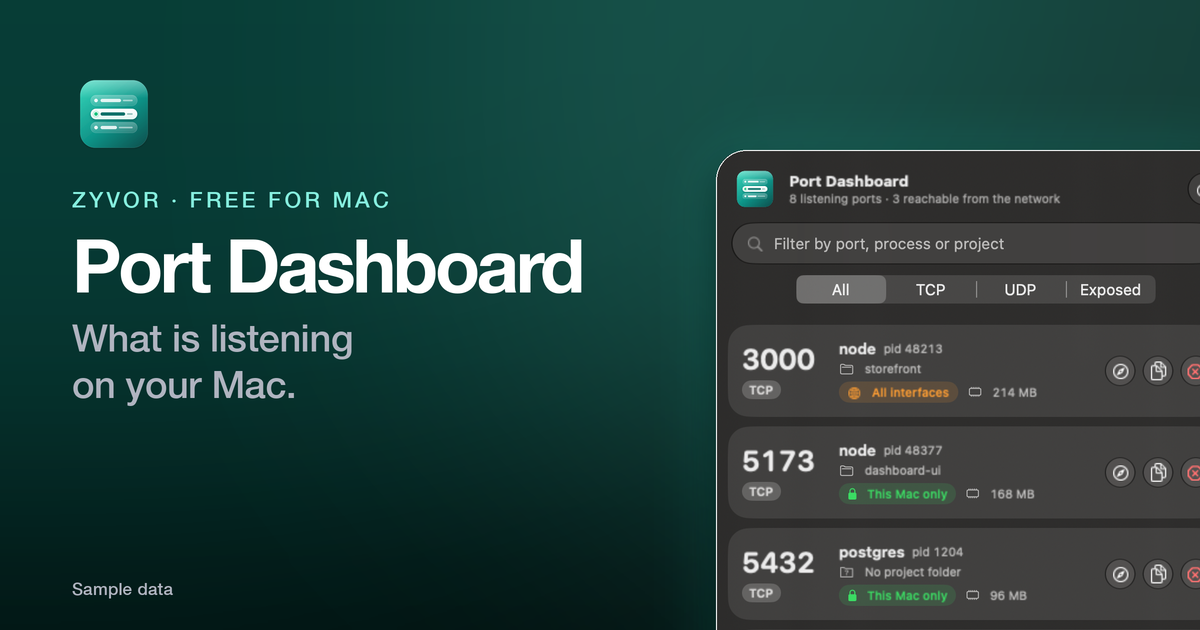 ZYVOR · FREE FOR MAC
Port Dashboard
What is listening
on your Mac.
Sample data
Port Dashboard
8 listening ports · 3 reachable from the network
Filter by port, process or project
All TCP UDP Exposed
3000 node pid 48213
storefront
TCP All interfaces 214 MB
5173 node pid 48377
dashboard-ui
TCP This Mac only 168 MB
5432 postgres pid 1204
No project folder
TCP This Mac only 96 MB